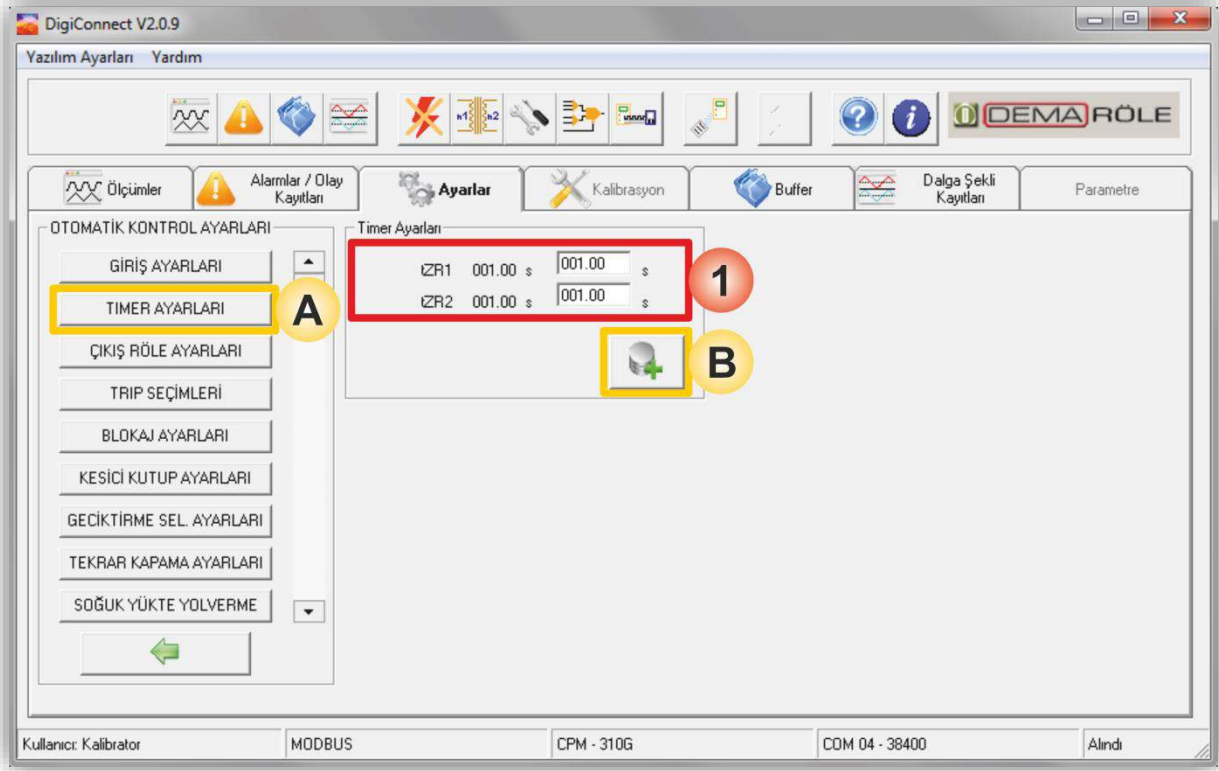 DigiConnect V2.0.9
Yazılım Ayarları Yardım
h1 h2
DEMA RÖLE
Ölçümler
Alarmlar / Olay
Kayıtları
Ayarlar
Kalibrasyon
Buffer
Dalga Şekli
Kayıtları
Parametre
OTOMATİK KONTROL AYARLARI
GİRİŞ AYARLARI
TIMER AYARLARI
A
ÇIKIŞ RÖLE AYARLARI
TRIP SEÇİMLERİ
BLOKAJ AYARLARI
KESİCİ KUTUP AYARLARI
GECİKTİRME SEL. AYARLARI
TEKRAR KAPAMA AYARLARI
SOĞUK YÜKTE YOLVERME
Timer Ayarları
tZR1 001.00 s 001.00 s
tZR2 001.00 s 001.00 s
1
B
Kullanıcı: Kalibrator MODBUS CPM - 310G COM 04 - 38400 Alındı